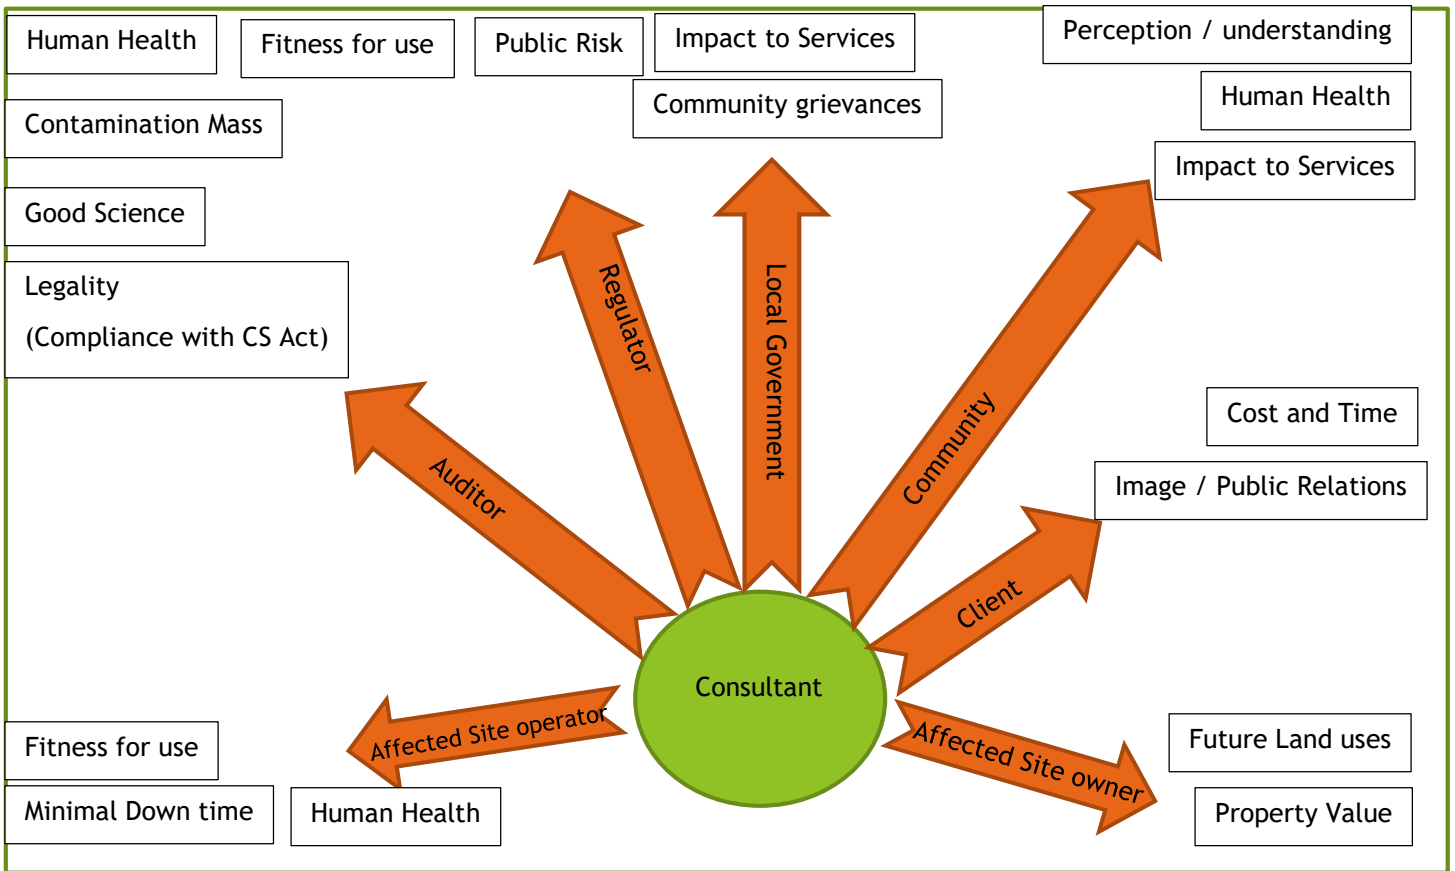 Human Health
Fitness for use
Public Risk
Impact to Services
Perception / understanding
Community grievances
Human Health
Contamination Mass
Impact to Services
Good Science
Legality
(Compliance with CS Act)
Regulator
Local Government
Community
Auditor
Cost and Time
Image / Public Relations
Client
Consultant
Affected Site operator
Affected Site owner
Fitness for use
Future Land uses
Minimal Down time
Human Health
Property Value